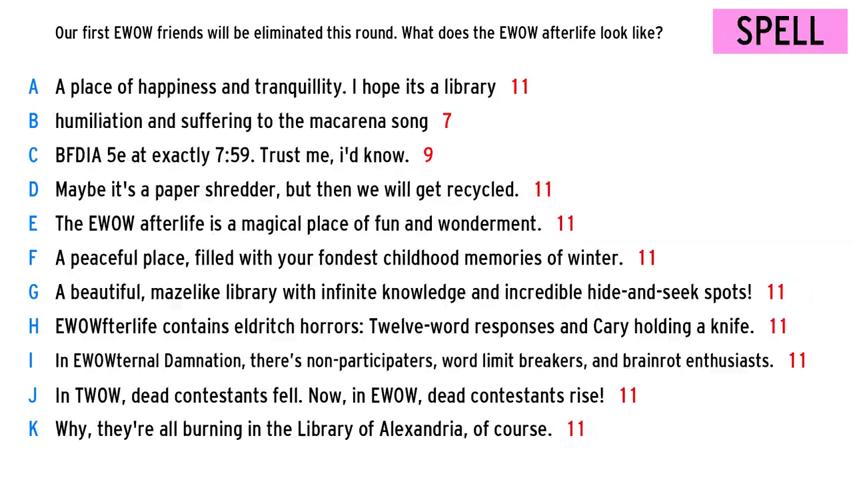 Our first EWOW friends will be eliminated this round. What does the EWOW afterlife look like?
SPELL
A A place of happiness and tranquillity. I hope its a library 11
B humiliation and suffering to the macarena song 7
C BFDIA 5e at exactly 7:59. Trust me, i'd know. 9
D Maybe it's a paper shredder, but then we will get recycled. 11
E The EWOW afterlife is a magical place of fun and wonderment. 11
F A peaceful place, filled with your fondest childhood memories of winter. 11
G A beautiful, mazelike library with infinite knowledge and incredible hide-and-seek spots! 11
H EWOWfterlife contains eldritch horrors: Twelve-word responses and Cary holding a knife. 11
I In EWOWternal Damnation, there's non-participaters, word limit breakers, and brainrot enthusiasts. 11
J In TWOW, dead contestants fell. Now, in EWOW, dead contestants rise! 11
K Why, they're all burning in the Library of Alexandria, of course. 11